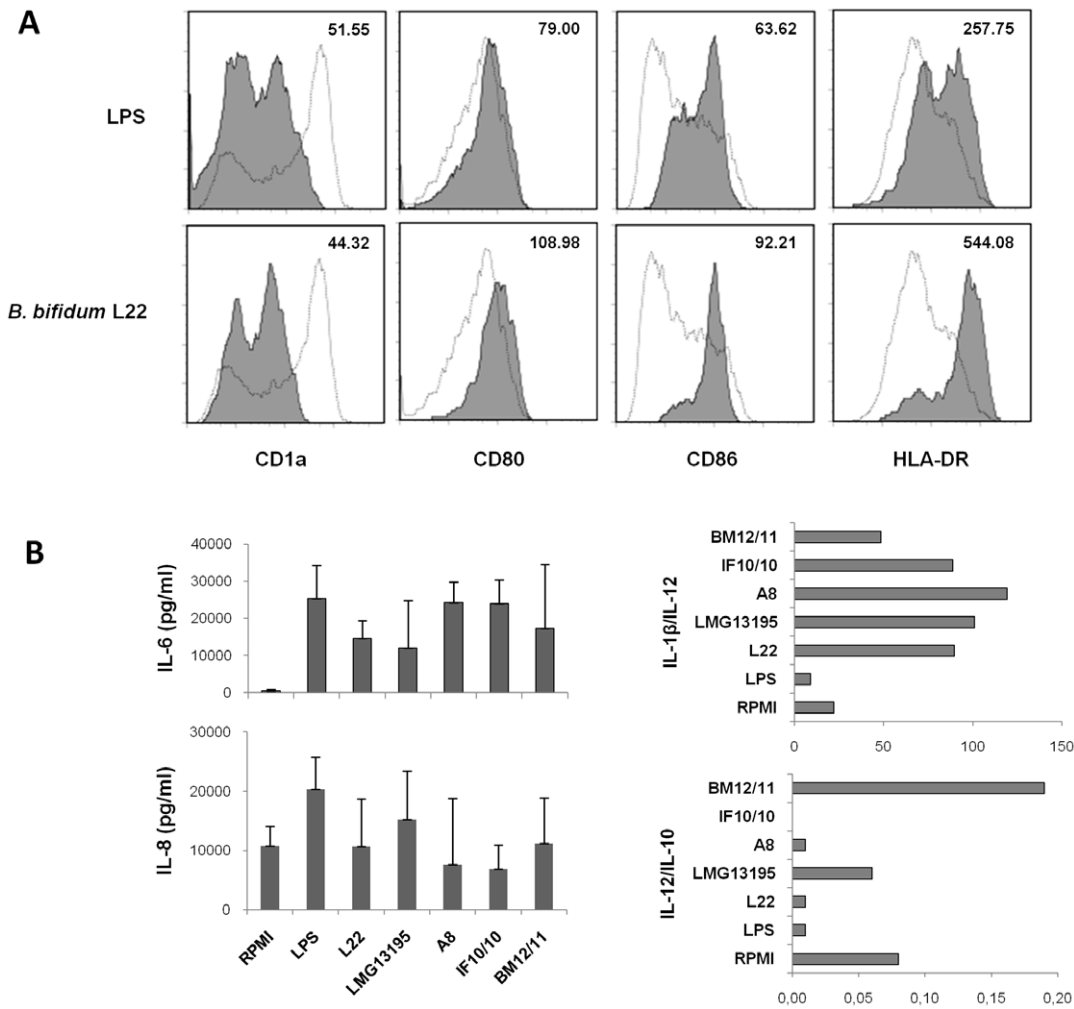 A
LPS
51.55
79.00
63.62
257.75
B. bifidum L22
44.32
108.98
92.21
544.08
CD1a
CD80
CD86
HLA-DR
B
IL-6 (pg/ml)
40000
30000
20000
10000
0
IL-8 (pg/ml)
30000
20000
10000
0
RPMI
LPS
L22
LMG13195
A8
IF10/10
BM12/11
IL-1β/IL-12
BM12/11
IF10/10
A8
LMG13195
L22
LPS
RPMI
0 50 100 150
IL-12/IL-10
BM12/11
IF10/10
A8
LMG13195
L22
LPS
RPMI
0,00 0,05 0,10 0,15 0,20